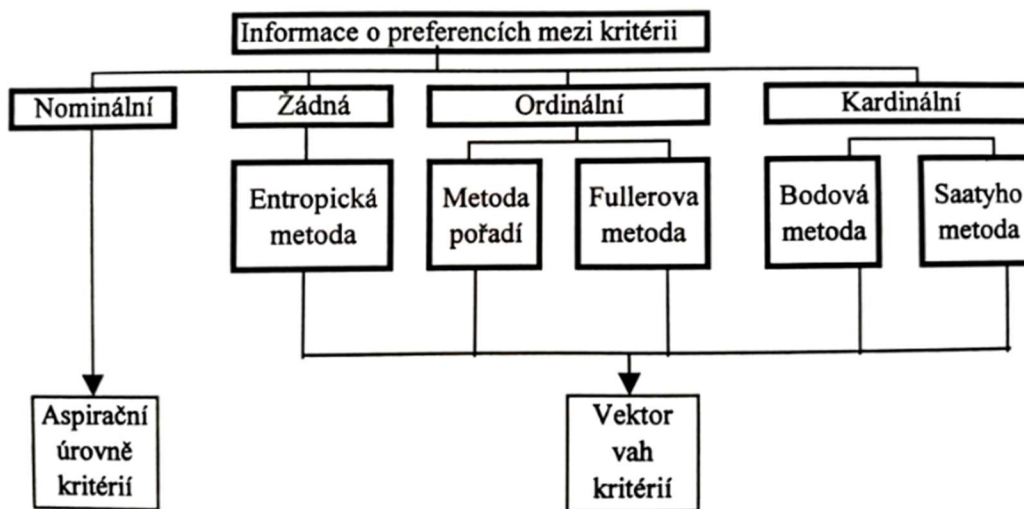 Informace o preferencích mezi kritérii
Nominální
Žádná
Ordinální
Kardinální
Entropická
metoda
Metoda
pořadí
Fullerova
metoda
Bodová
metoda
Saatyho
metoda
Aspirační
úrovně
kritérií
Vektor
vah
kritérií